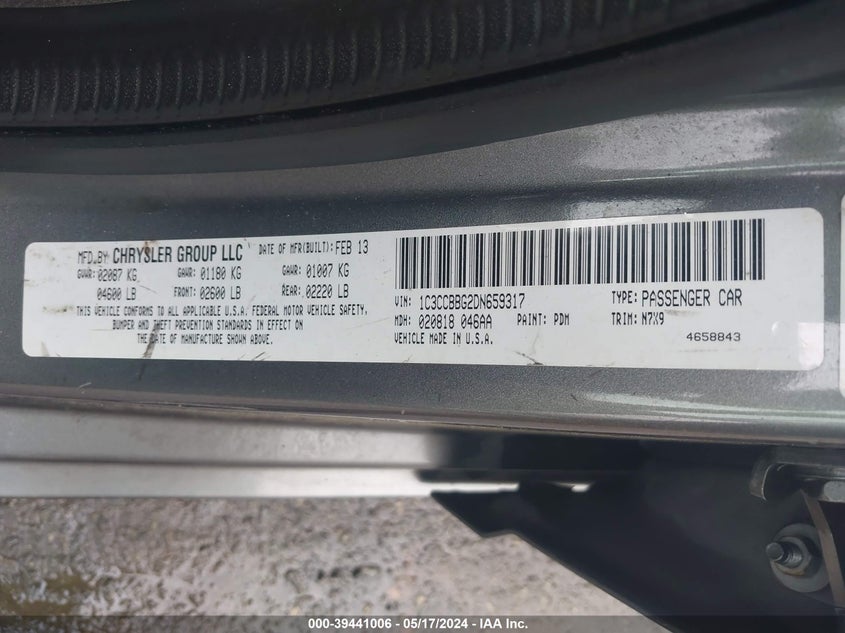 MFD.BY CHRYSLER GROUP LLC DATE OF MFR(BUILT): FEB 13
GVWR: 02087 KG GAWR: 01180 KG GAWR: 01007 KG
04600 LB FRONT: 02600 LB REAR: 02220 LB
THIS VEHICLE CONFORMS TO ALL APPLICABLE U.S.A. FEDERAL MOTOR VEHICLE SAFETY,
BUMPER AND THEFT PREVENTION STANDARDS IN EFFECT ON
THE DATE OF MANUFACTURE SHOWN ABOVE.
VIN: 1C3CCBBG2DN659317 TYPE: PASSENGER CAR
MDH: 020818 046AA PAINT: PDM TRIM: N7X9
VEHICLE MADE IN U.S.A. 4658843
000-39441006 - 05/17/2024 - IAA Inc.